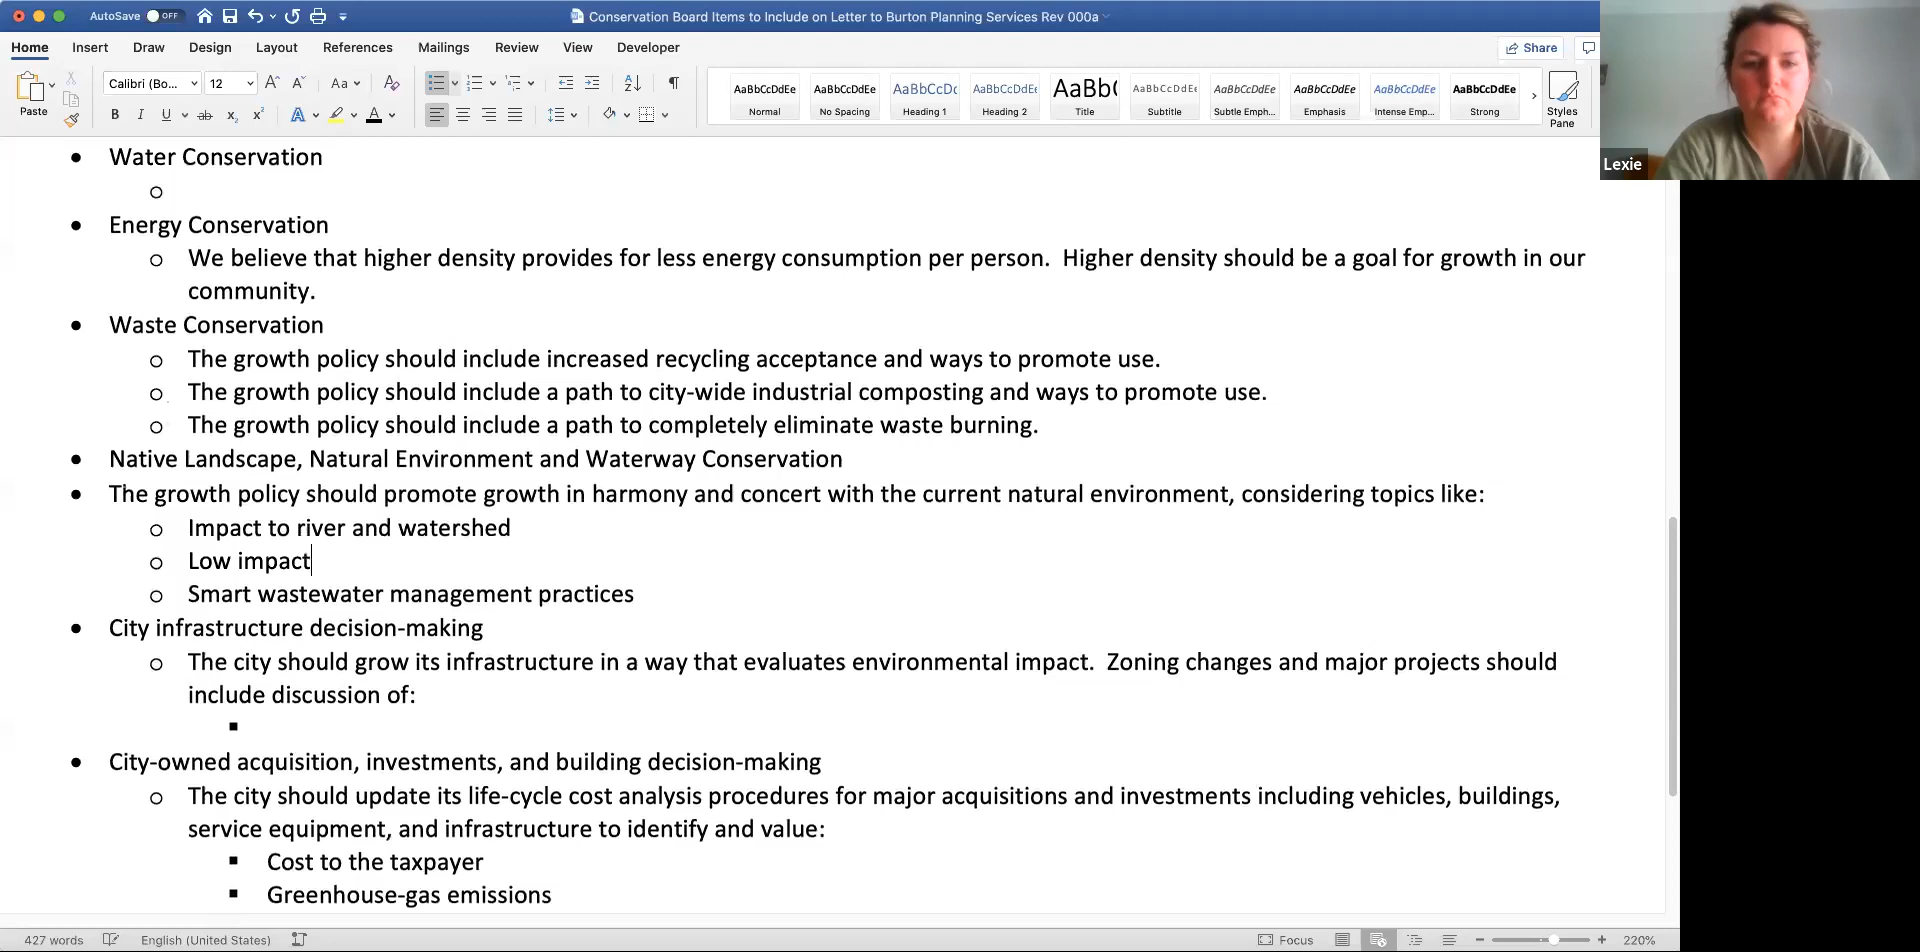 AutoSave OFF
Conservation Board Items to Include on Letter to Burton Planning Services Rev 000a
Home Insert Draw Design Layout References Mailings Review View Developer Share
Paste
Calibri (Bo... 12
AaBbCcDdEe AaBbCcDdEe AaBbCcDc AaBbCcDdEe AaBb( AaBbCcDdEe AaBbCcDdEe AaBbCcDdEe AaBbCcDdEe AaBbCcDdEe
Normal No Spacing Heading 1 Heading 2 Title Subtitle Subtle Emph... Emphasis Intense Emp... Strong
Styles
Pane
Lexie
• Water Conservation
o
• Energy Conservation
o We believe that higher density provides for less energy consumption per person. Higher density should be a goal for growth in our
community.
• Waste Conservation
o The growth policy should include increased recycling acceptance and ways to promote use.
o The growth policy should include a path to city-wide industrial composting and ways to promote use.
o The growth policy should include a path to completely eliminate waste burning.
• Native Landscape, Natural Environment and Waterway Conservation
• The growth policy should promote growth in harmony and concert with the current natural environment, considering topics like:
o Impact to river and watershed
o Low impact
o Smart wastewater management practices
• City infrastructure decision-making
o The city should grow its infrastructure in a way that evaluates environmental impact. Zoning changes and major projects should
include discussion of:
▪
• City-owned acquisition, investments, and building decision-making
o The city should update its life-cycle cost analysis procedures for major acquisitions and investments including vehicles, buildings,
service equipment, and infrastructure to identify and value:
▪ Cost to the taxpayer
▪ Greenhouse-gas emissions
427 words English (United States) Focus 220%